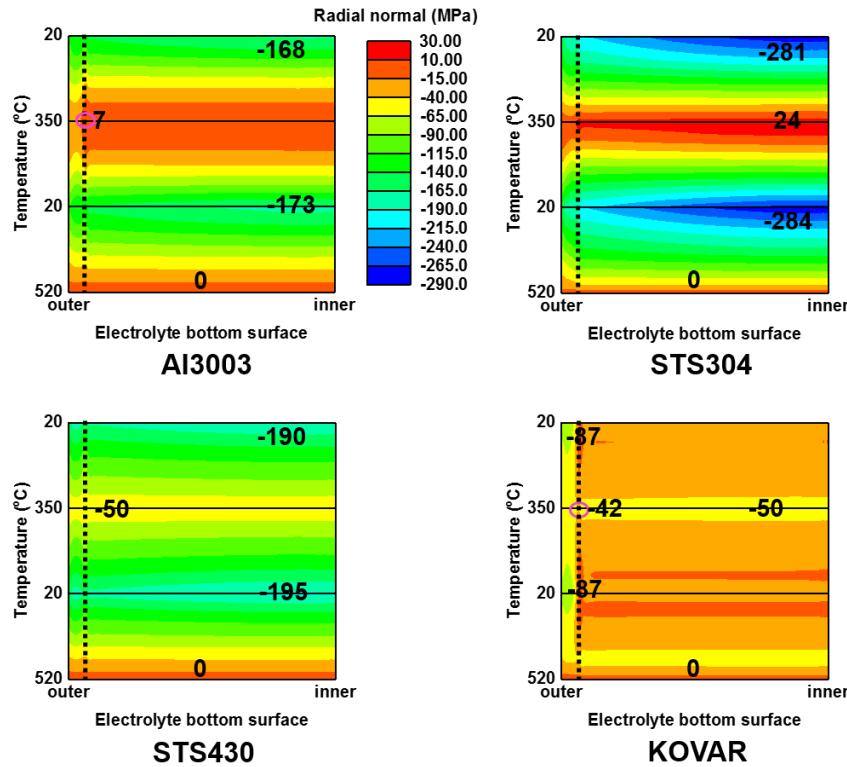 Radial normal (MPa)
30.00
10.00
-15.00
-40.00
-65.00
-90.00
-115.0
-140.0
-165.0
-190.0
-215.0
-240.0
-265.0
-290.0
Temperature (°C)
20
350
20
520
-168
7
-173
0
outer
inner
Electrolyte bottom surface
Al3003
Temperature (°C)
20
350
20
520
-281
24
-284
0
outer
inner
Electrolyte bottom surface
STS304
Temperature (°C)
20
350
20
520
-190
-50
-195
0
outer
inner
Electrolyte bottom surface
STS430
Temperature (°C)
20
350
20
520
-87
-42
-50
-87
0
outer
inner
Electrolyte bottom surface
KOVAR